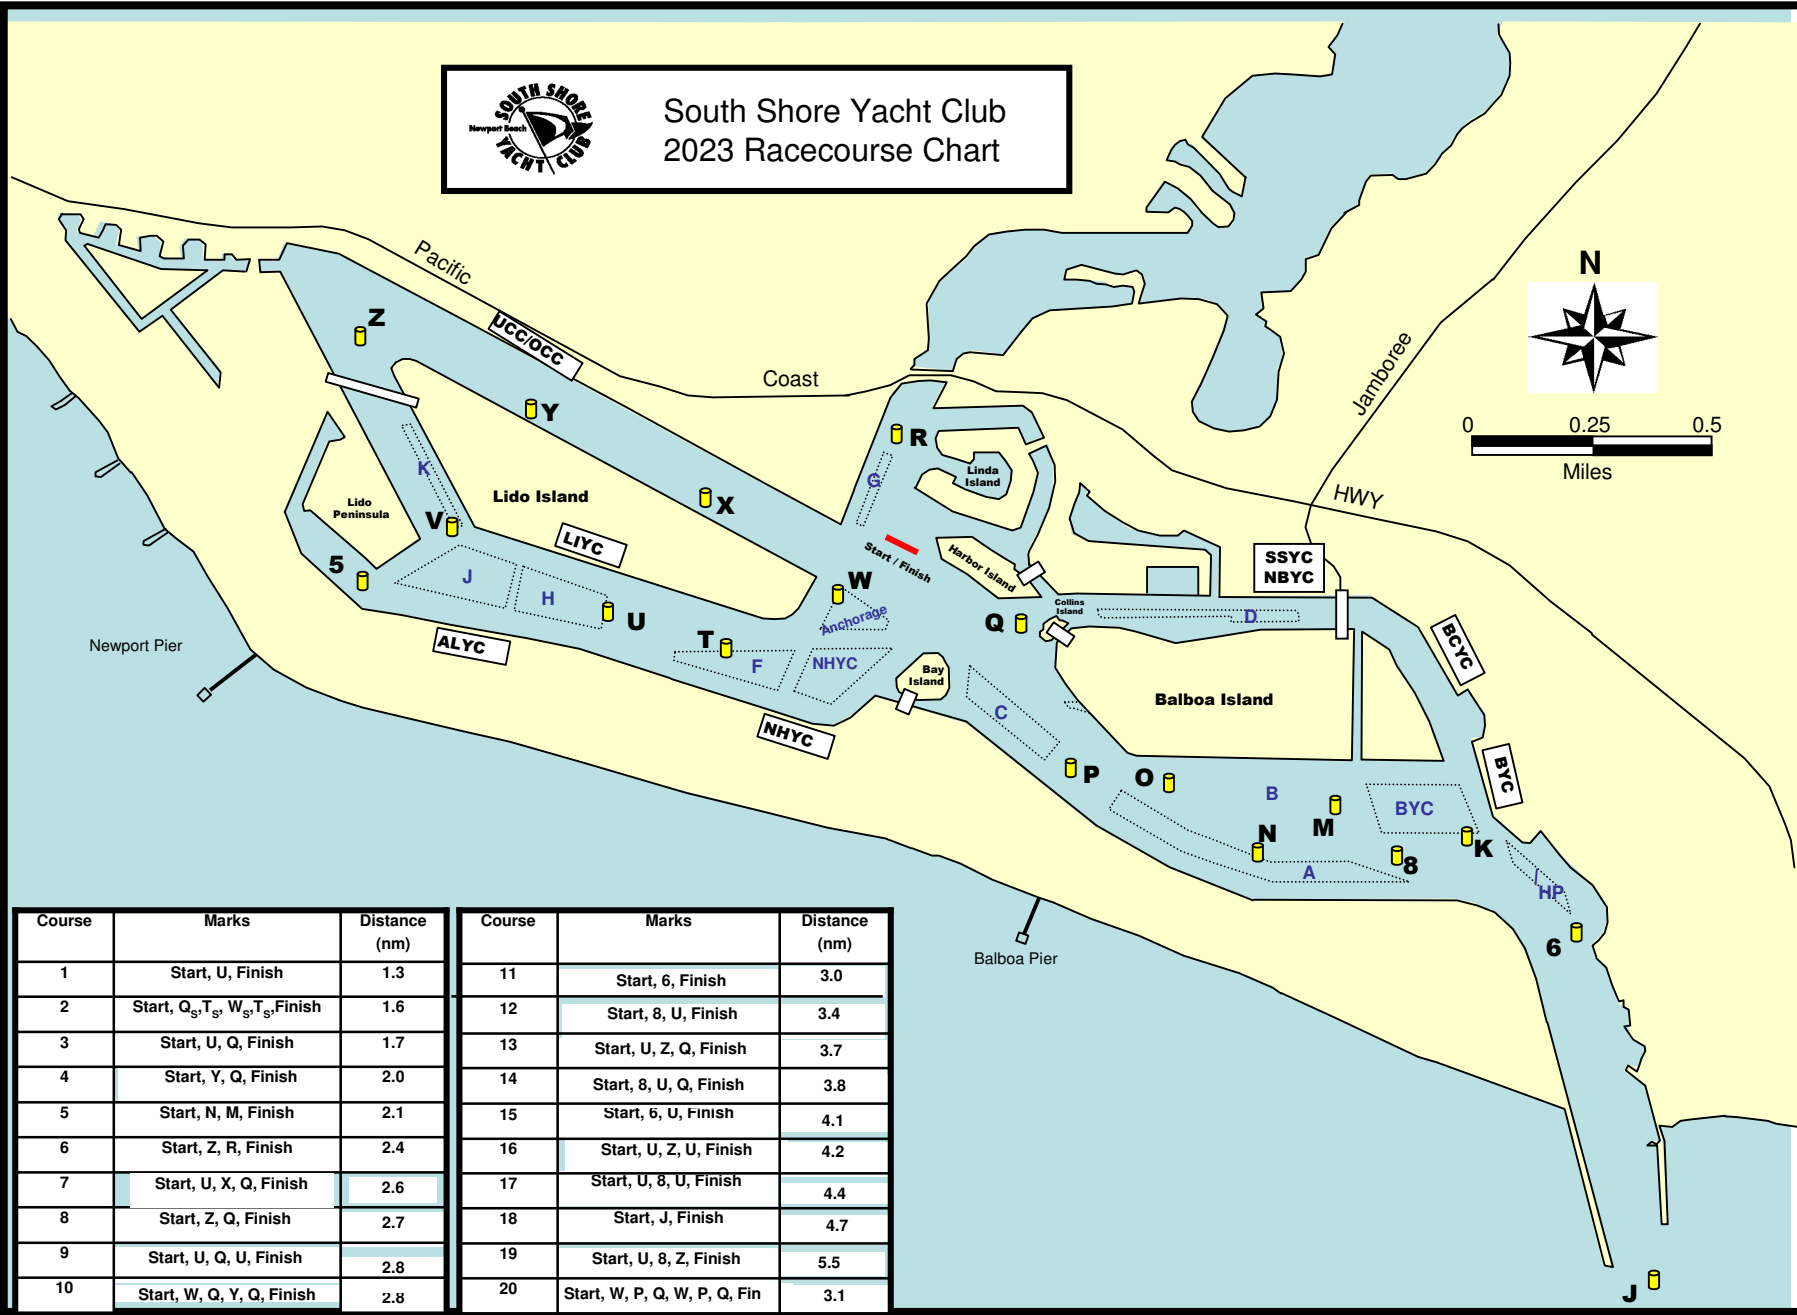 SOUTH SHORE
Newport Beach
YACHT CLUB
South Shore Yacht Club
2023 Racecourse Chart
N
0 0.25 0.5
Miles
Pacific
Coast
HWY
Jamboree
UCC/OCC
Z
Y
X
R
G
Linda
Island
K
Lido
Peninsula
Lido Island
V
LIYC
5
J
H
U
ALYC
Start / Finish
Harbor Island
W
Anchorage
Q
Collins
Island
D
SSYC
NBYC
BCYC
BYC
T
F
NHYC
NHYC
Bay
Island
C
Balboa Island
P
O
B
M
BYC
N
A
8
K
HP
6
J
Newport Pier
Balboa Pier
Course Marks Distance
(nm)
1 Start, U, Finish 1.3
2 Start, QS,TS, WS,TS,Finish 1.6
3 Start, U, Q, Finish 1.7
4 Start, Y, Q, Finish 2.0
5 Start, N, M, Finish 2.1
6 Start, Z, R, Finish 2.4
7 Start, U, X, Q, Finish 2.6
8 Start, Z, Q, Finish 2.7
9 Start, U, Q, U, Finish 2.8
10 Start, W, Q, Y, Q, Finish 2.8
Course Marks Distance
(nm)
11 Start, 6, Finish 3.0
12 Start, 8, U, Finish 3.4
13 Start, U, Z, Q, Finish 3.7
14 Start, 8, U, Q, Finish 3.8
15 Start, 6, U, Finish 4.1
16 Start, U, Z, U, Finish 4.2
17 Start, U, 8, U, Finish 4.4
18 Start, J, Finish 4.7
19 Start, U, 8, Z, Finish 5.5
20 Start, W, P, Q, W, P, Q, Fin 3.1